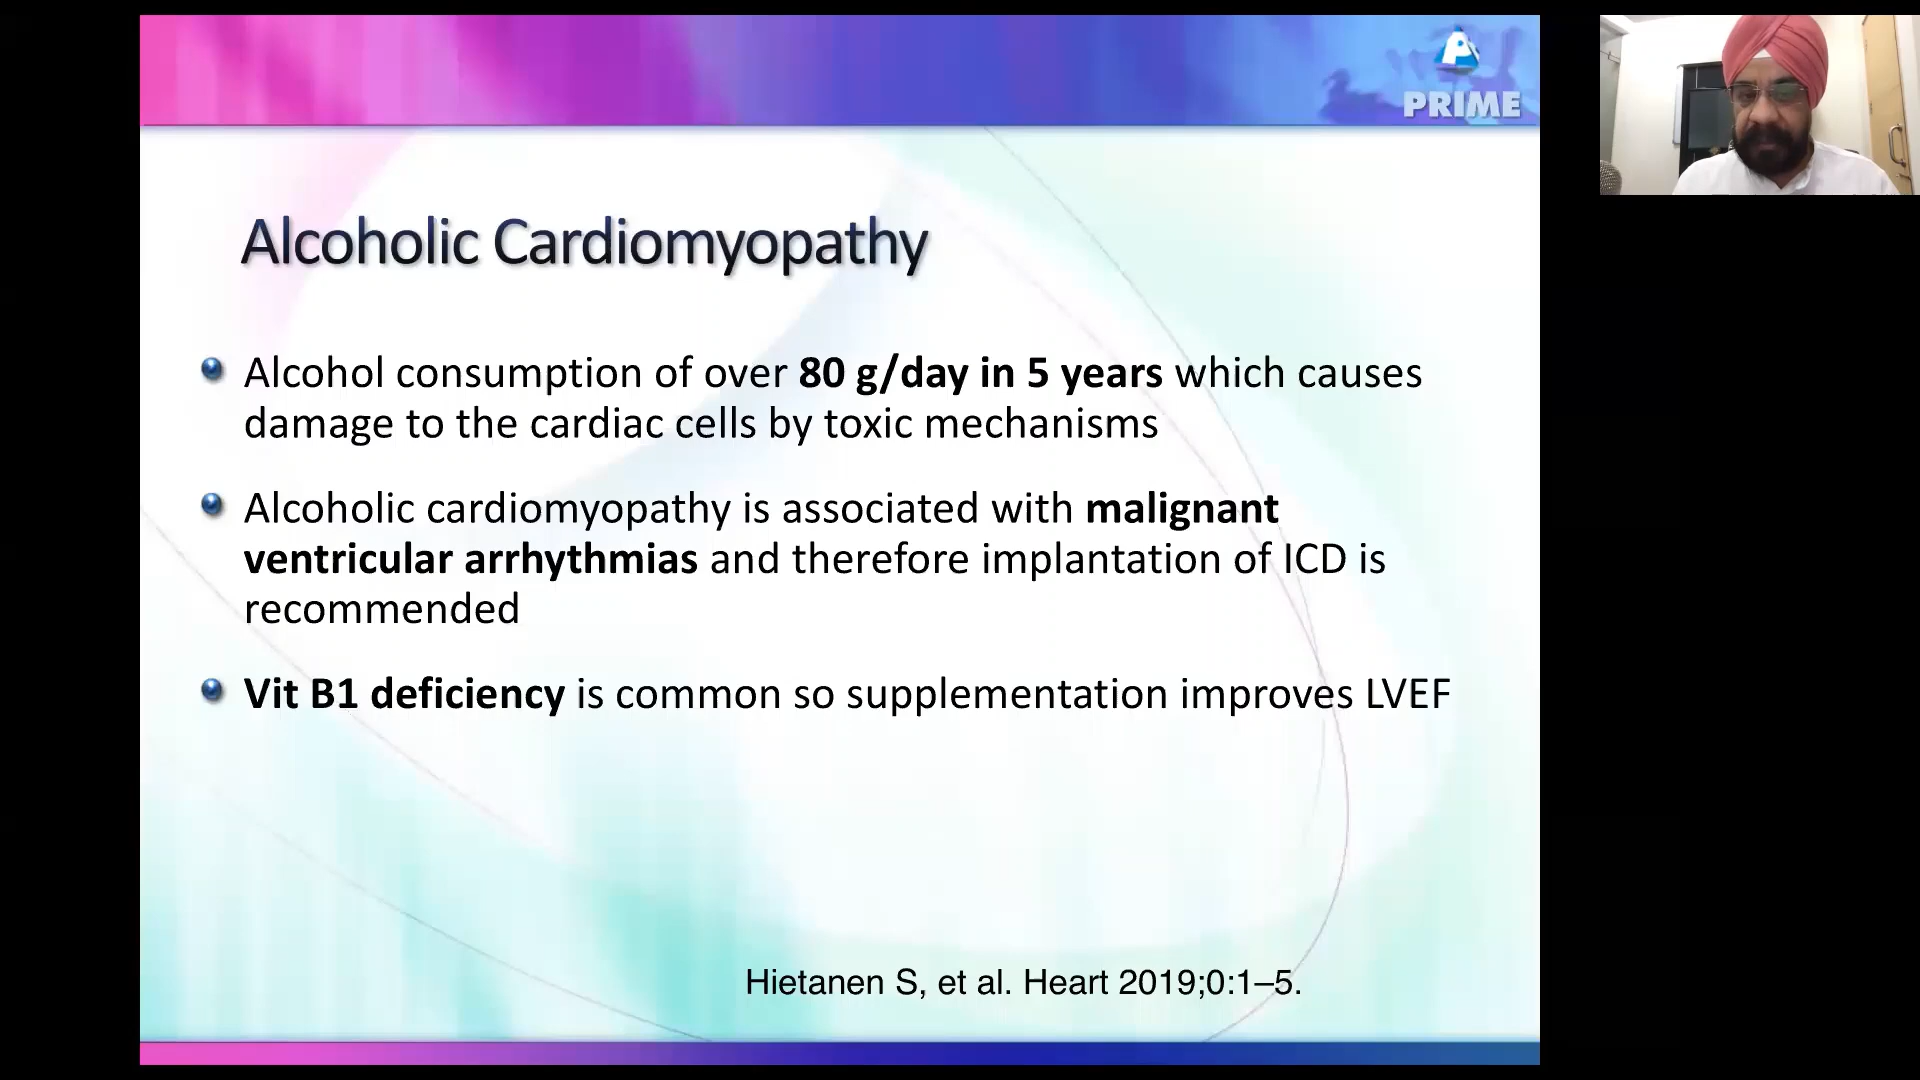 PRIME
Alcoholic Cardiomyopathy
Alcohol consumption of over 80 g/day in 5 years which causes
damage to the cardiac cells by toxic mechanisms
Alcoholic cardiomyopathy is associated with malignant
ventricular arrhythmias and therefore implantation of ICD is
recommended
Vit B1 deficiency is common so supplementation improves LVEF
Hietanen S, et al. Heart 2019;0:1–5.